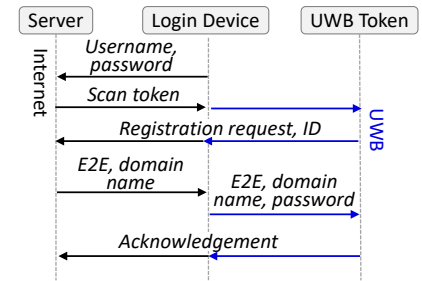 Server
Login Device
UWB Token
Internet
Username,
password
Scan token
UWB
Registration request, ID
E2E, domain
name
E2E, domain
name, password
Acknowledgement